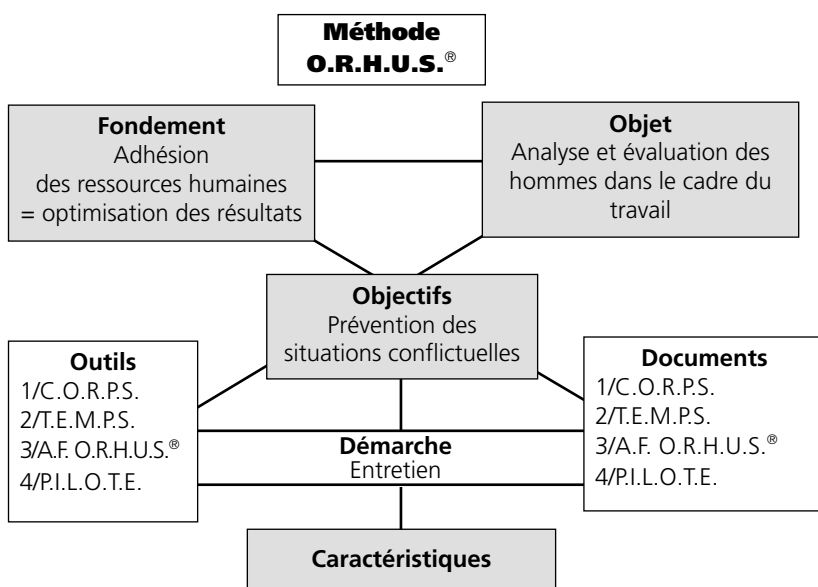 Méthode
O.R.H.U.S.®
Fondement
Adhésion
des ressources humaines
= optimisation des résultats
Objet
Analyse et évaluation des
hommes dans le cadre du
travail
Objectifs
Prévention des
situations conflictuelles
Outils
1/C.O.R.P.S.
2/T.E.M.P.S.
3/A.F. O.R.H.U.S.®
4/P.I.L.O.T.E.
Démarche
Entretien
Documents
1/C.O.R.P.S.
2/T.E.M.P.S.
3/A.F. O.R.H.U.S.®
4/P.I.L.O.T.E.
Caractéristiques